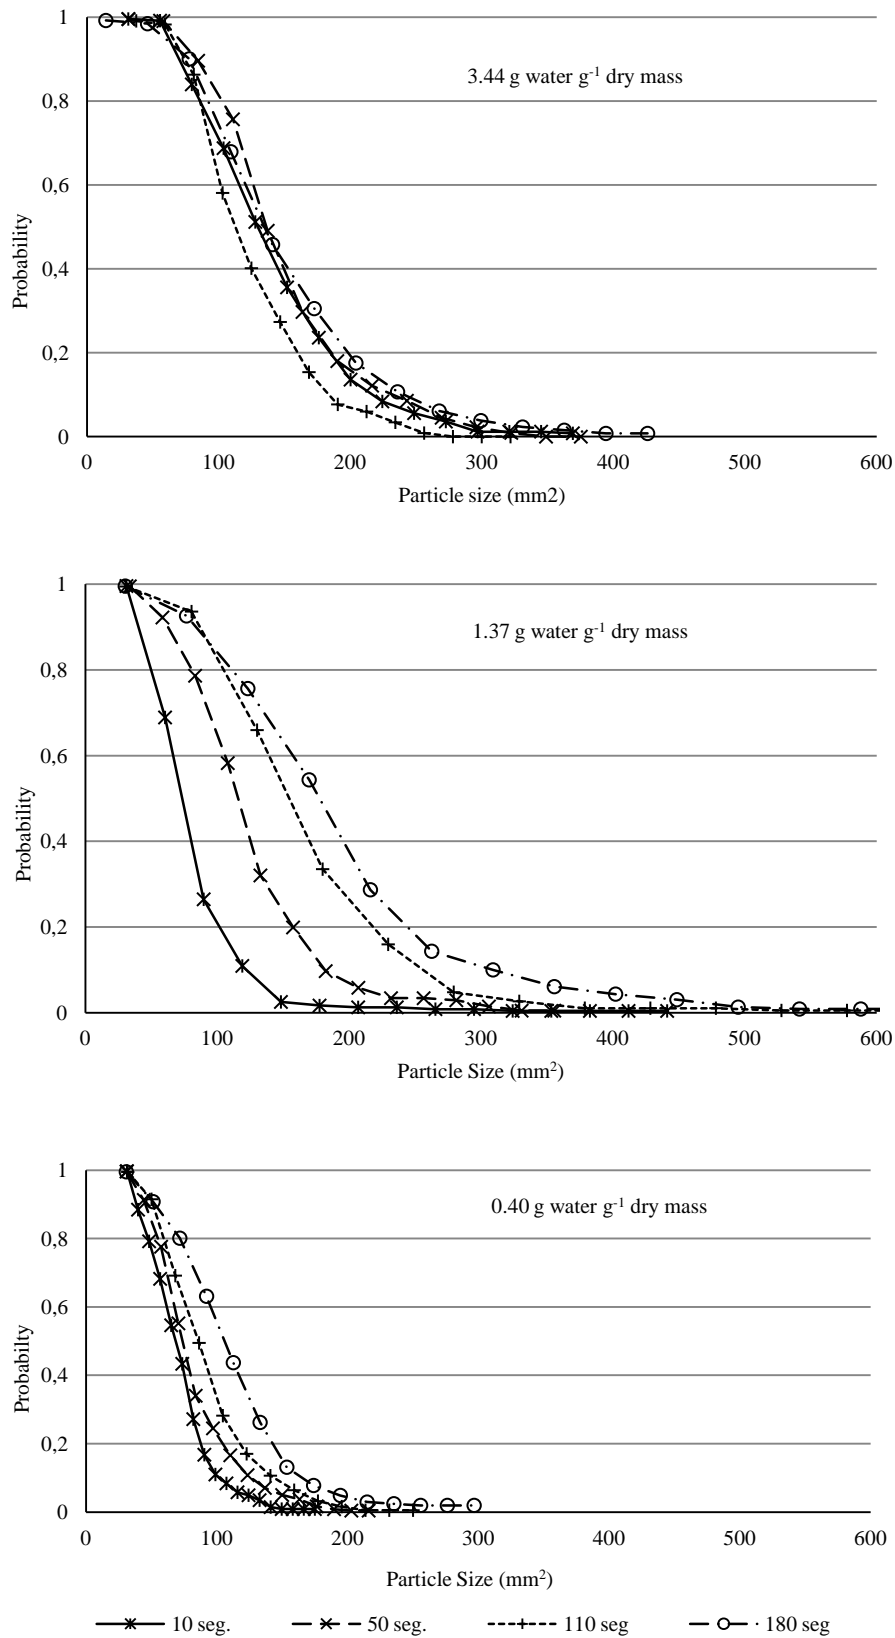 1
0,8
0,6
0,4
0,2
0
Probability
3.44 g water g-1 dry mass
0 100 200 300 400 500 600
Particle size (mm2)
1
0,8
0,6
0,4
0,2
0
Probability
1.37 g water g-1 dry mass
0 100 200 300 400 500 600
Particle Size (mm2)
1
0,8
0,6
0,4
0,2
0
Probabilty
0.40 g water g-1 dry mass
0 100 200 300 400 500 600
Particle Size (mm2)
10 seg. 50 seg. 110 seg 180 seg